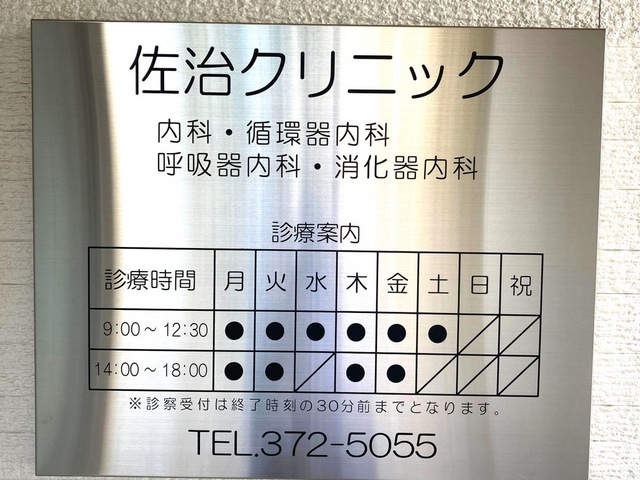 佐治クリニック
内科・循環器内科
呼吸器内科・消化器内科
診療案内
診療時間 月 火 水 木 金 土 日 祝
9:00～12:30 ● ● ● ● ● ● ／ ／
14:00～18:00 ● ● ／ ● ● ／ ／ ／
※診察受付は終了時刻の30分前までとなります。
TEL.372-5055